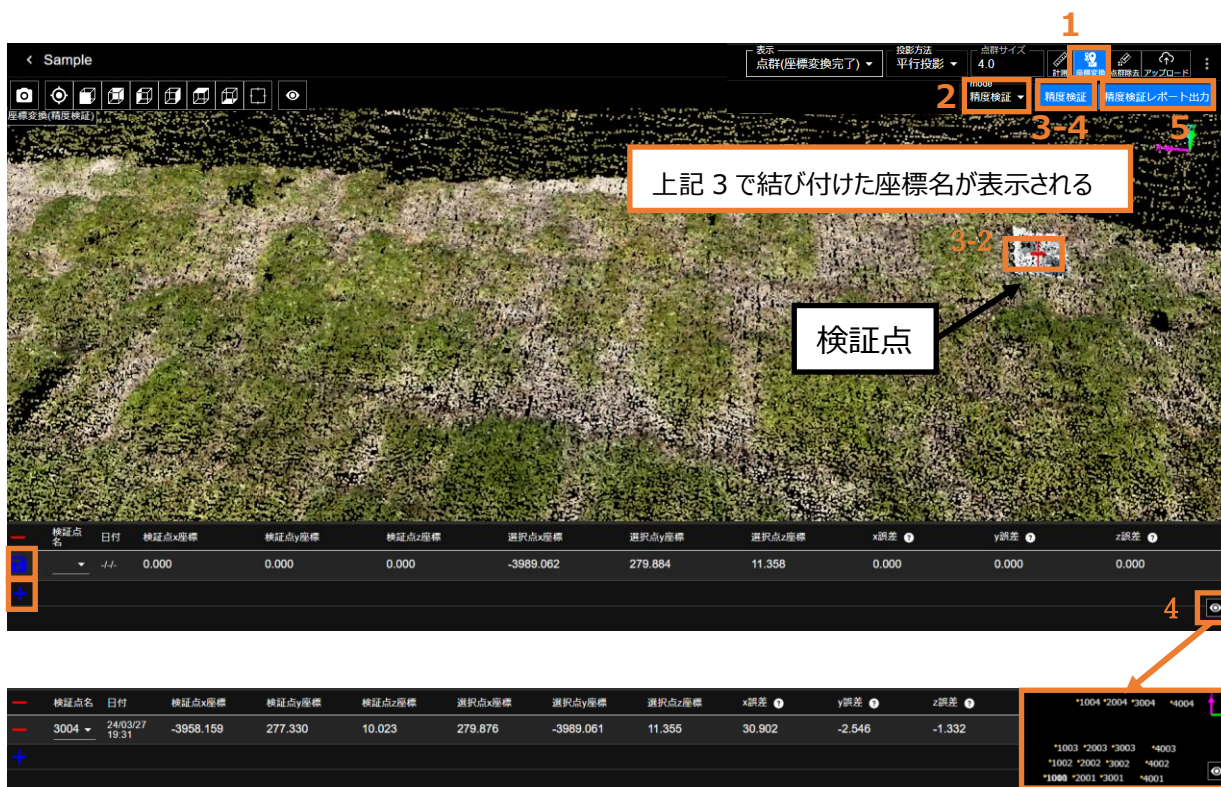 1
< Sample
表示
点群(座標変換完了)
投影方法
平行投影
点群サイズ
4.0
計測
座標変換
点群除去
アップロード
2
mode
精度検証
精度検証
精度検証レポート出力
3-4
5
座標変換(精度検証)
上記 3 で結び付けた座標名が表示される
3-2
検証点
検証点名 日付 検証点x座標 検証点y座標 検証点z座標 選択点x座標 選択点y座標 選択点z座標 x誤差 ? y誤差 ? z誤差 ?
-/-/- 0.000 0.000 0.000 -3989.062 279.884 11.358 0.000 0.000 0.000
4
検証点名 日付 検証点x座標 検証点y座標 検証点z座標 選択点x座標 選択点y座標 選択点z座標 x誤差 ? y誤差 ? z誤差 ?
3004 24/03/27 19:31 -3958.159 277.330 10.023 279.876 -3989.061 11.355 30.902 -2.546 -1.332
*1004 *2004 *3004 *4004
*1003 *2003 *3003 *4003
*1002 *2002 *3002 *4002
*2001 *3001 *4001